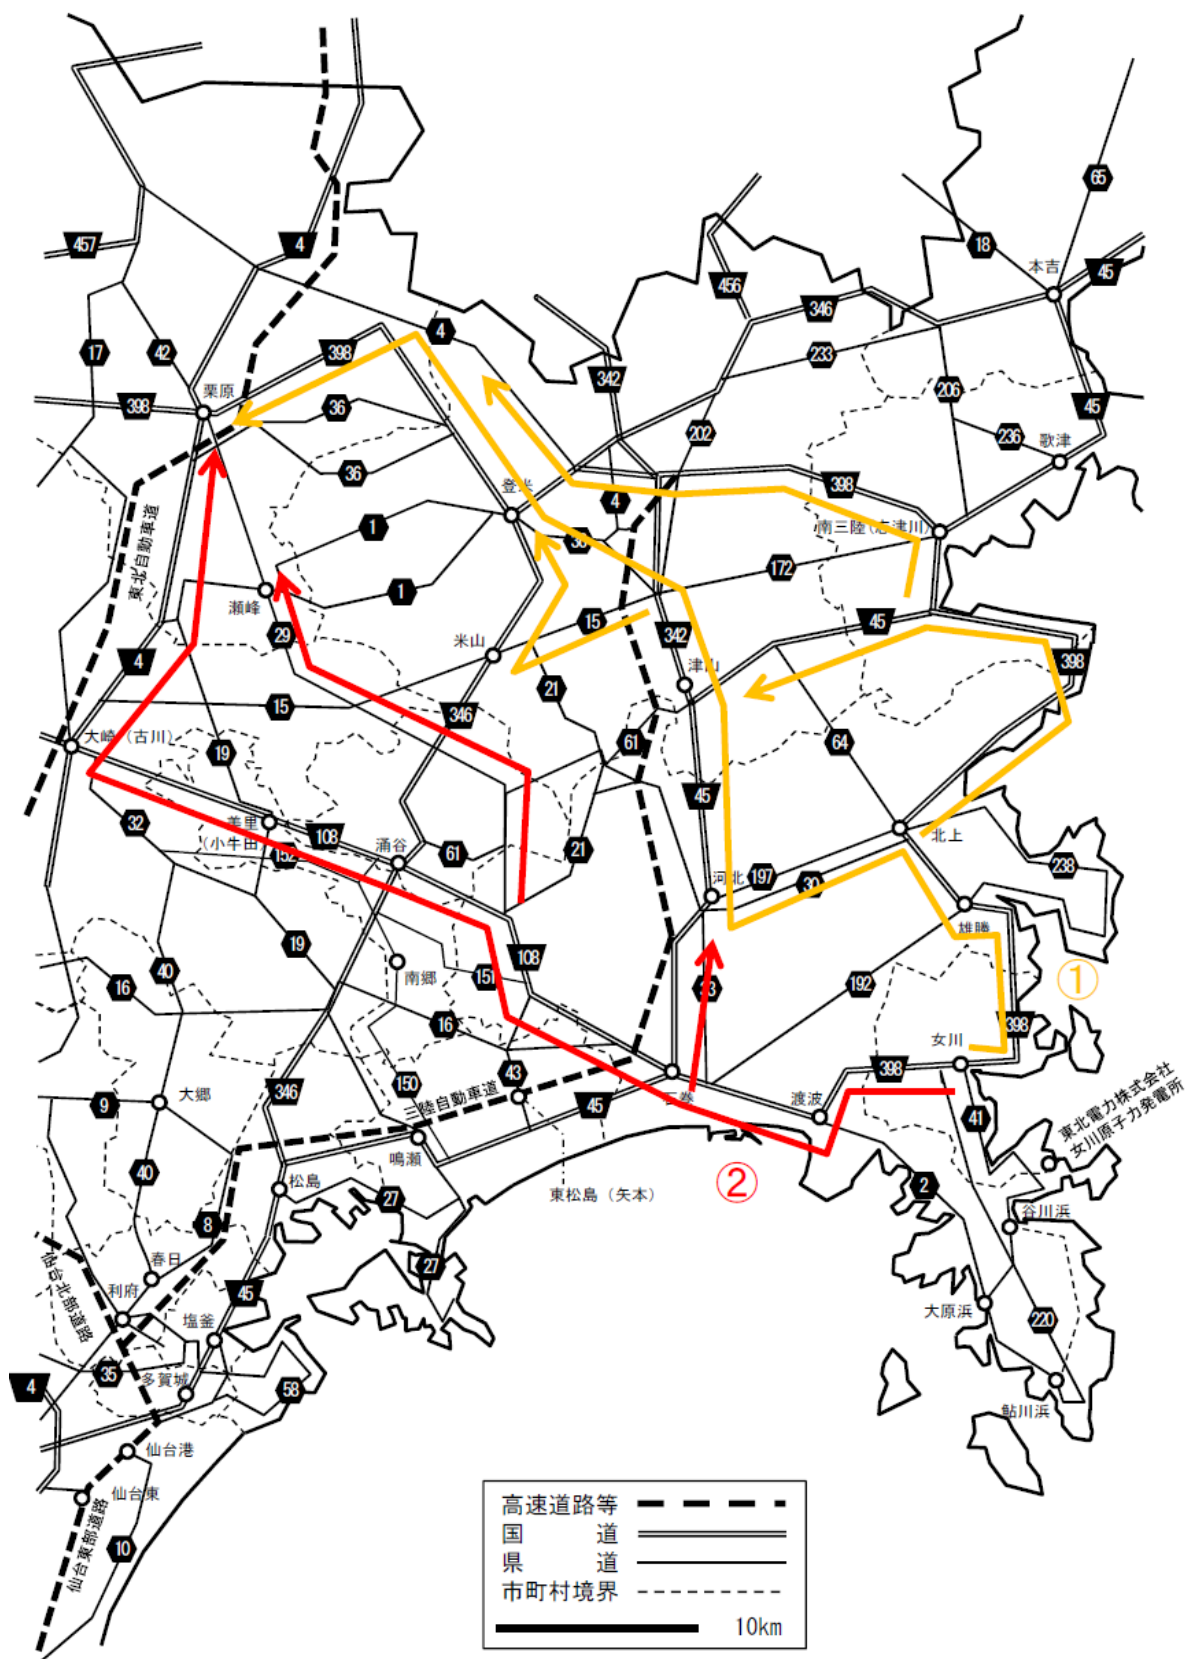 65
18
本吉
45
457
4
456
346
4
17
42
398
342
233
栗原
398
36
206
45
202
236
歌津
36
登米
398
4
南三陸(志津川)
1
36
東北自動車道
172
瀬峰
1
29
15
45
米山
342
津山
4
398
21
15
346
大崎(古川)
19
61
64
45
32
美里
(小牛田)
108
152
涌谷
61
21
北上
河北
197
30
238
雄勝
19
108
40
南郷
151
16
33
192
①
16
398
女川
346
三陸自動車道
43
石巻
398
150
9
大郷
45
渡波
41
東北電力株式会社
女川原子力発電所
鳴瀬
40
松島
27
東松島(矢本)
②
2
谷川浜
8
春日
仙台北部道路
利府
45
27
大原浜
塩釜
220
35
4
多賀城
58
鮎川浜
仙台港
仙台東
仙台東部道路
10
高速道路等
国 道
県 道
市町村境界
10km